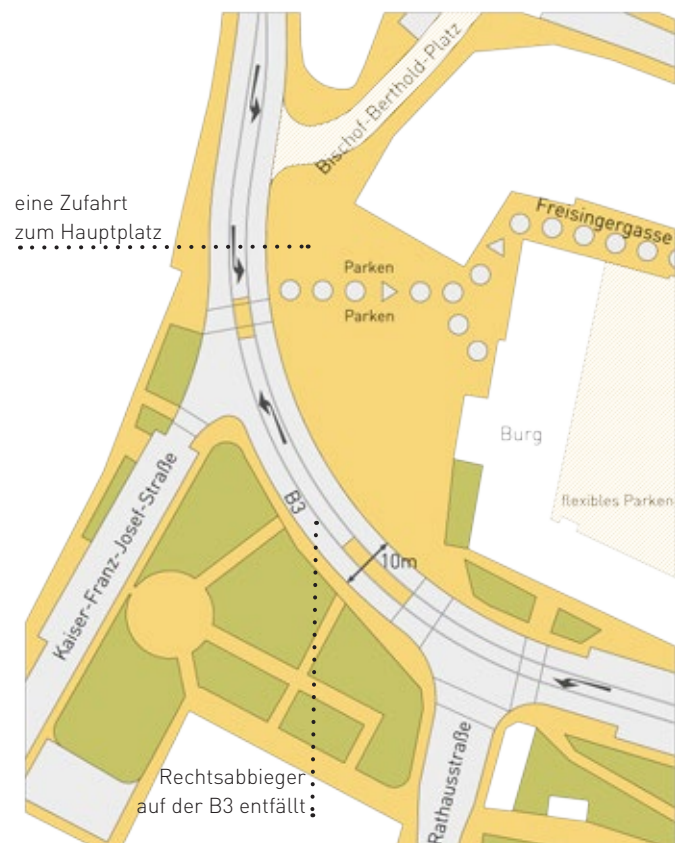 Bischof-Berthold-Platz
eine Zufahrt
zum Hauptplatz
Freisingergasse
Parken
Parken
Burg
flexibles Parken
B3
10m
Kaiser-Franz-Josef-Straße
Rathausstraße
Rechtsabbieger
auf der B3 entfällt